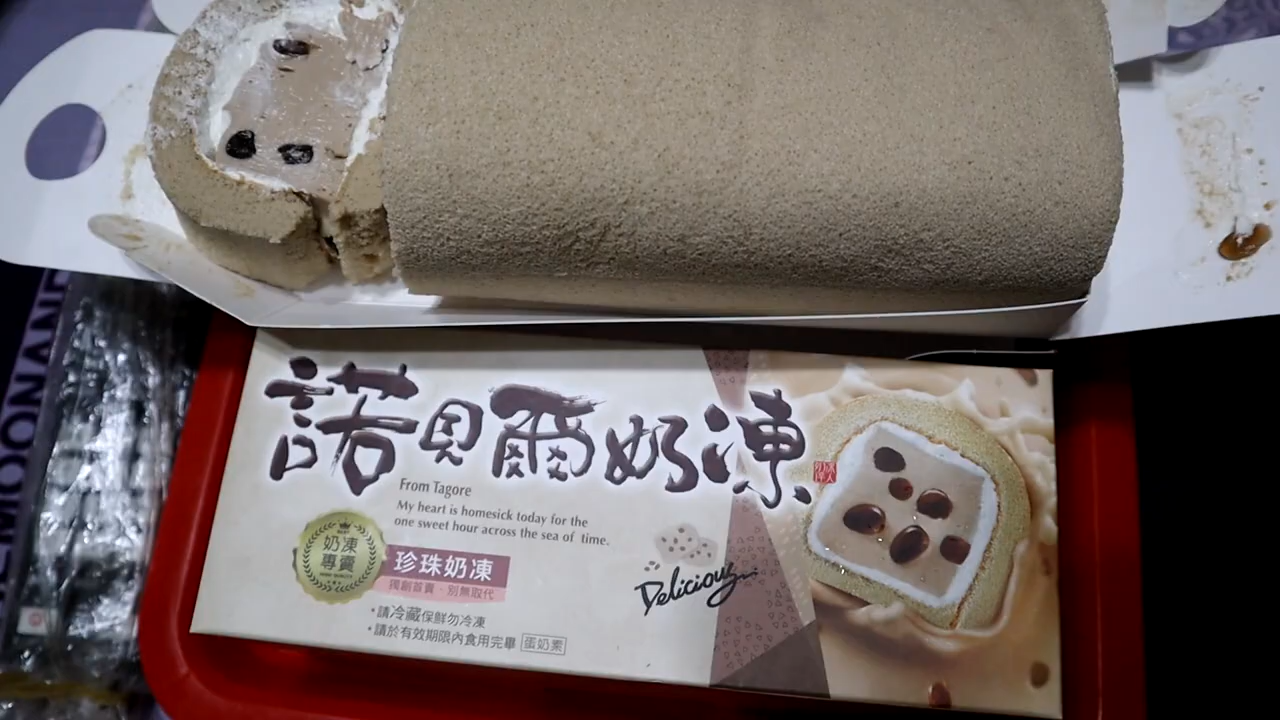 諾貝爾奶凍
From Tagore
My heart is homesick today for the
one sweet hour across the sea of time.
奶凍
專賣
珍珠奶凍
獨創首賣·別無取代
Delicious...
•請冷藏保鮮勿冷凍
•請於有效期限內食用完畢 蛋奶素